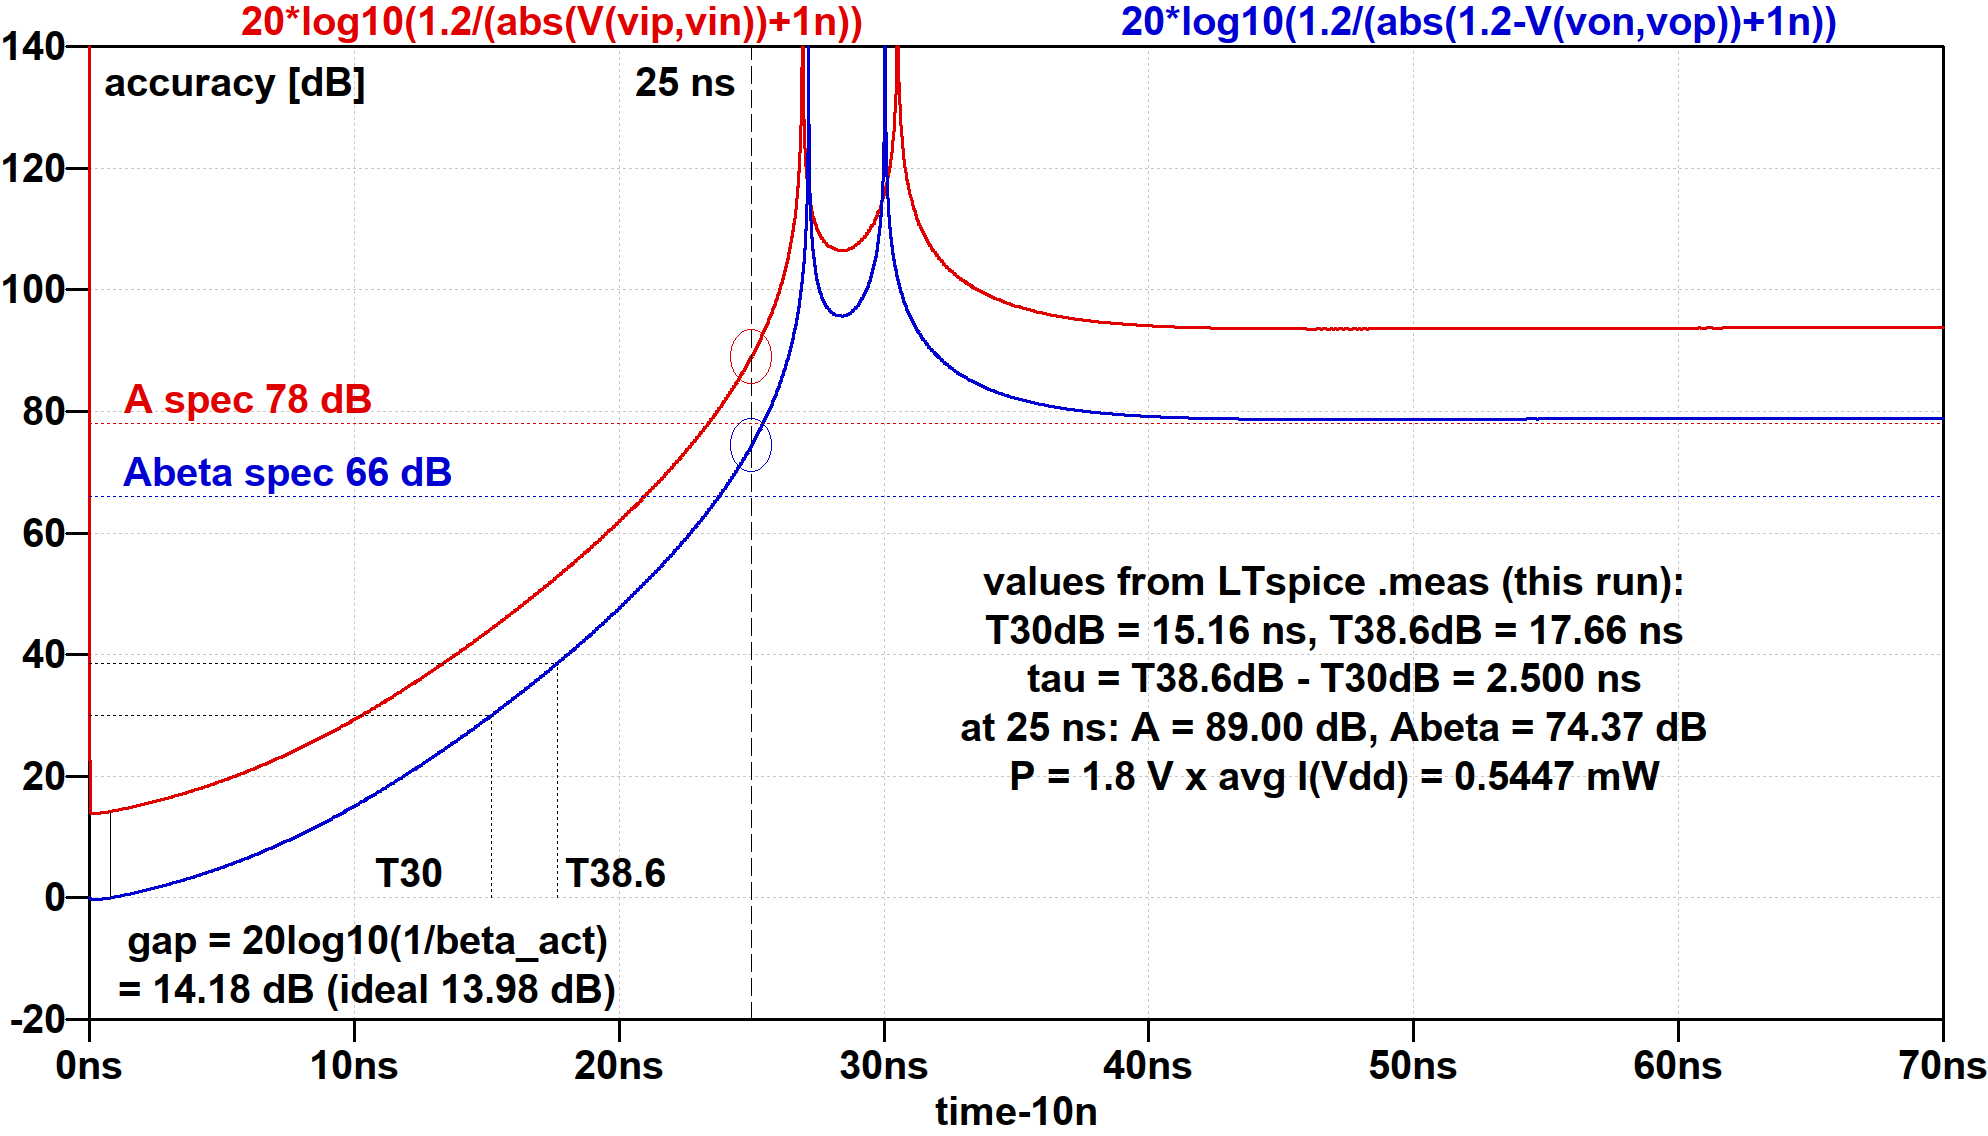 20*log10(1.2/(abs(V(vip,vin))+1n))
20*log10(1.2/(abs(1.2-V(von,vop))+1n))
140
accuracy [dB]
25 ns
120
100
A spec 78 dB
80
Abeta spec 66 dB
60
values from LTspice .meas (this run):
T30dB = 15.16 ns, T38.6dB = 17.66 ns
40
tau = T38.6dB - T30dB = 2.500 ns
at 25 ns: A = 89.00 dB, Abeta = 74.37 dB
20
P = 1.8 V x avg I(Vdd) = 0.5447 mW
T30
T38.6
0
gap = 20log10(1/beta_act)
= 14.18 dB (ideal 13.98 dB)
-20
0ns 10ns 20ns 30ns 40ns 50ns 60ns 70ns
time-10n